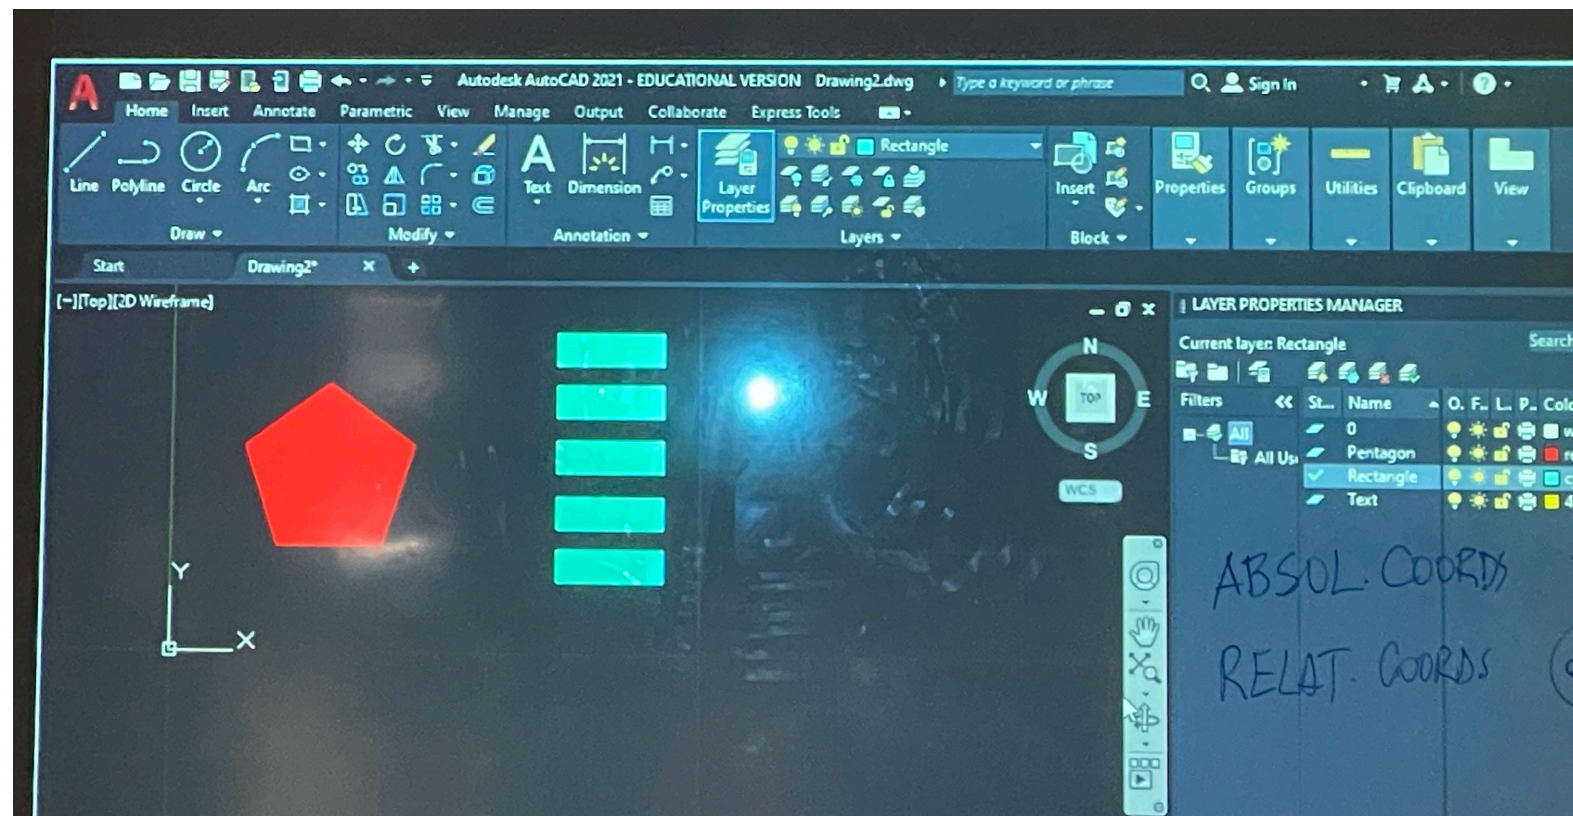 A Autodesk AutoCAD 2021 - EDUCATIONAL VERSION Drawing2.dwg Type a keyword or phrase Sign In ?
Home Insert Annotate Parametric View Manage Output Collaborate Express Tools
Rectangle
A
Line Polyline Circle Arc Text Dimension Layer Properties Insert Properties Groups Utilities Clipboard View
Draw Modify Annotation Layers Block
Start Drawing2* × +
[−][Top][2D Wireframe]
LAYER PROPERTIES MANAGER
Current layer: Rectangle Search
N
W TOP E
S
WCS
Filters << St... Name O. F.. L... P..
All
All
0
Pentagon
Rectangle
Text
Y
X
ABSOL. COORDS
RELAT. COORDS